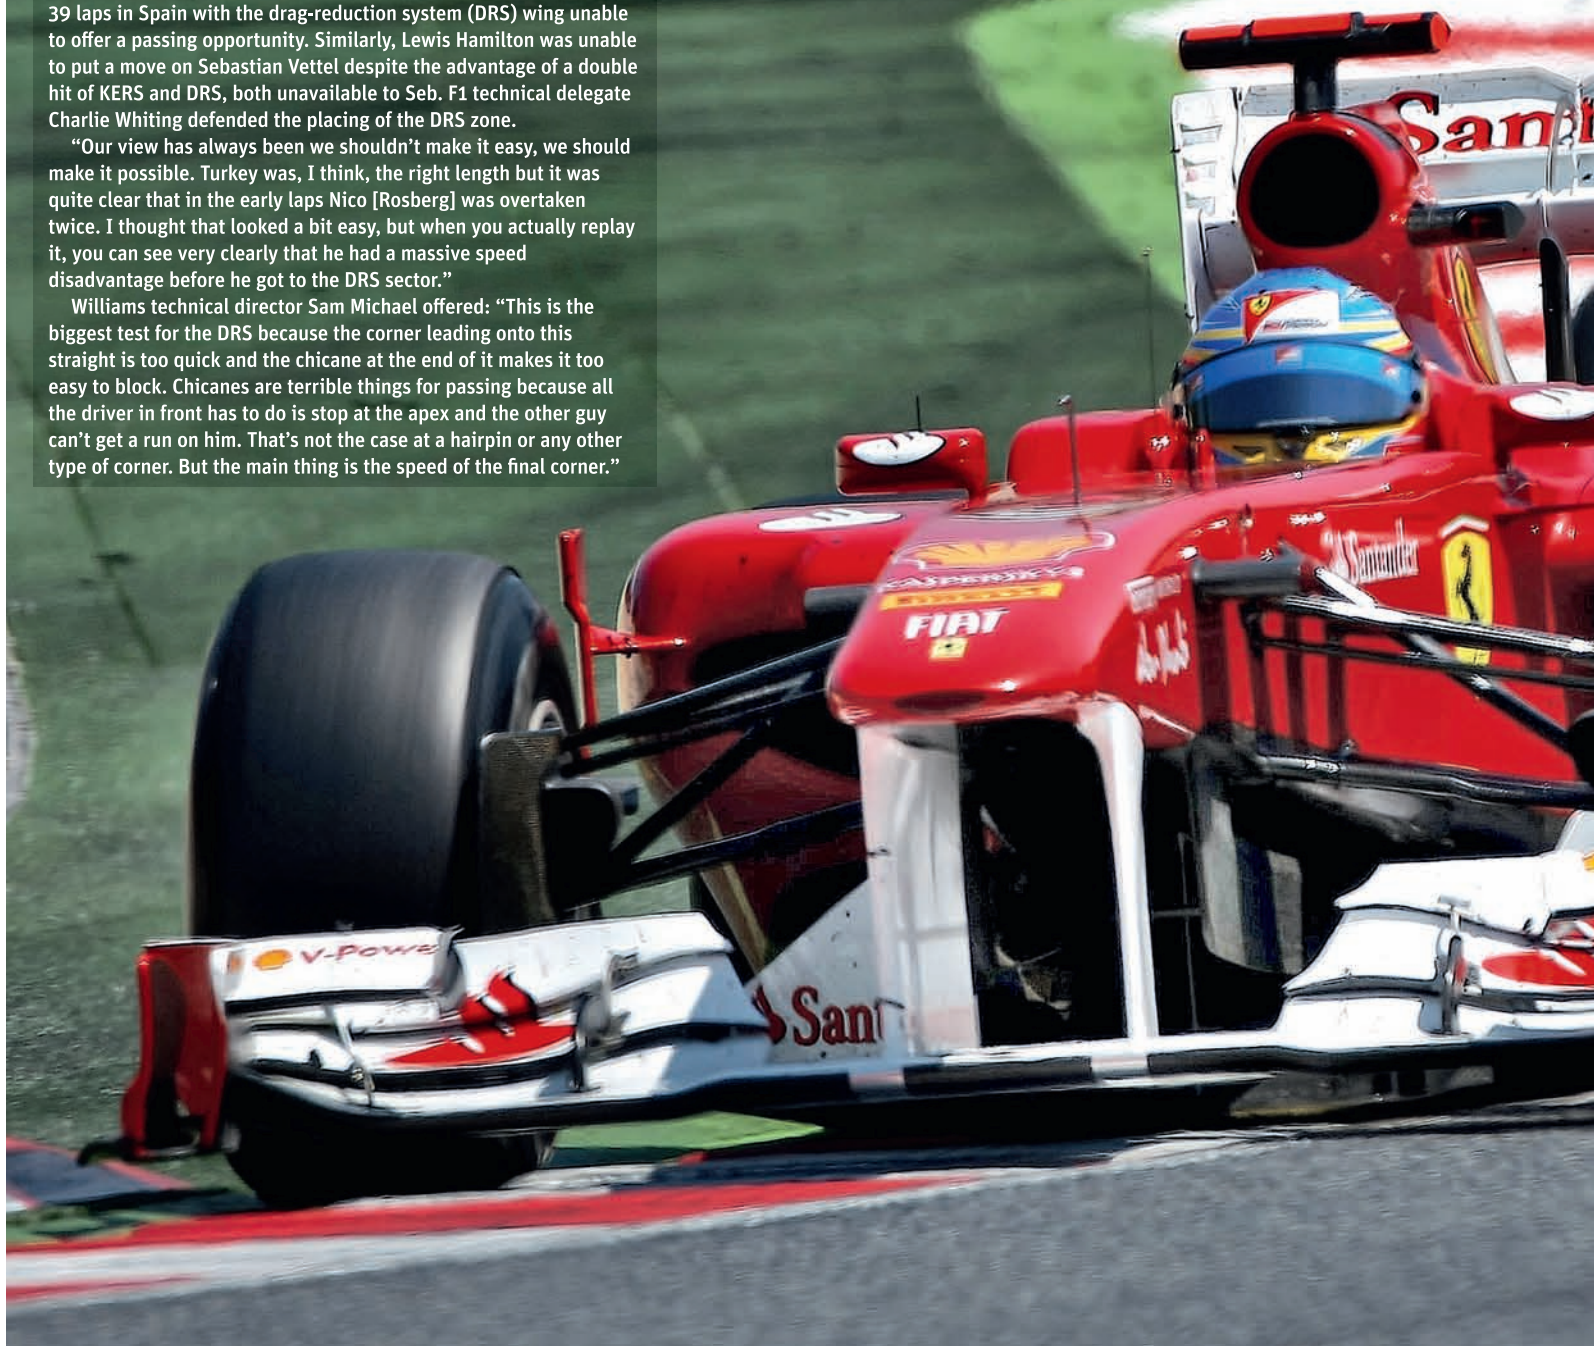 39 laps in Spain with the drag-reduction system (DRS) wing unable
to offer a passing opportunity. Similarly, Lewis Hamilton was unable
to put a move on Sebastian Vettel despite the advantage of a double
hit of KERS and DRS, both unavailable to Seb. F1 technical delegate
Charlie Whiting defended the placing of the DRS zone.
“Our view has always been we shouldn’t make it easy, we should
make it possible. Turkey was, I think, the right length but it was
quite clear that in the early laps Nico [Rosberg] was overtaken
twice. I thought that looked a bit easy, but when you actually replay
it, you can see very clearly that he had a massive speed
disadvantage before he got to the DRS sector.”
Williams technical director Sam Michael offered: “This is the
biggest test for the DRS because the corner leading onto this
straight is too quick and the chicane at the end of it makes it too
easy to block. Chicanes are terrible things for passing because all
the driver in front has to do is stop at the apex and the other guy
can’t get a run on him. That’s not the case at a hairpin or any other
type of corner. But the main thing is the speed of the final corner.”
San
Santander
KASPERSKY
FIAT
V-Powe
Sant